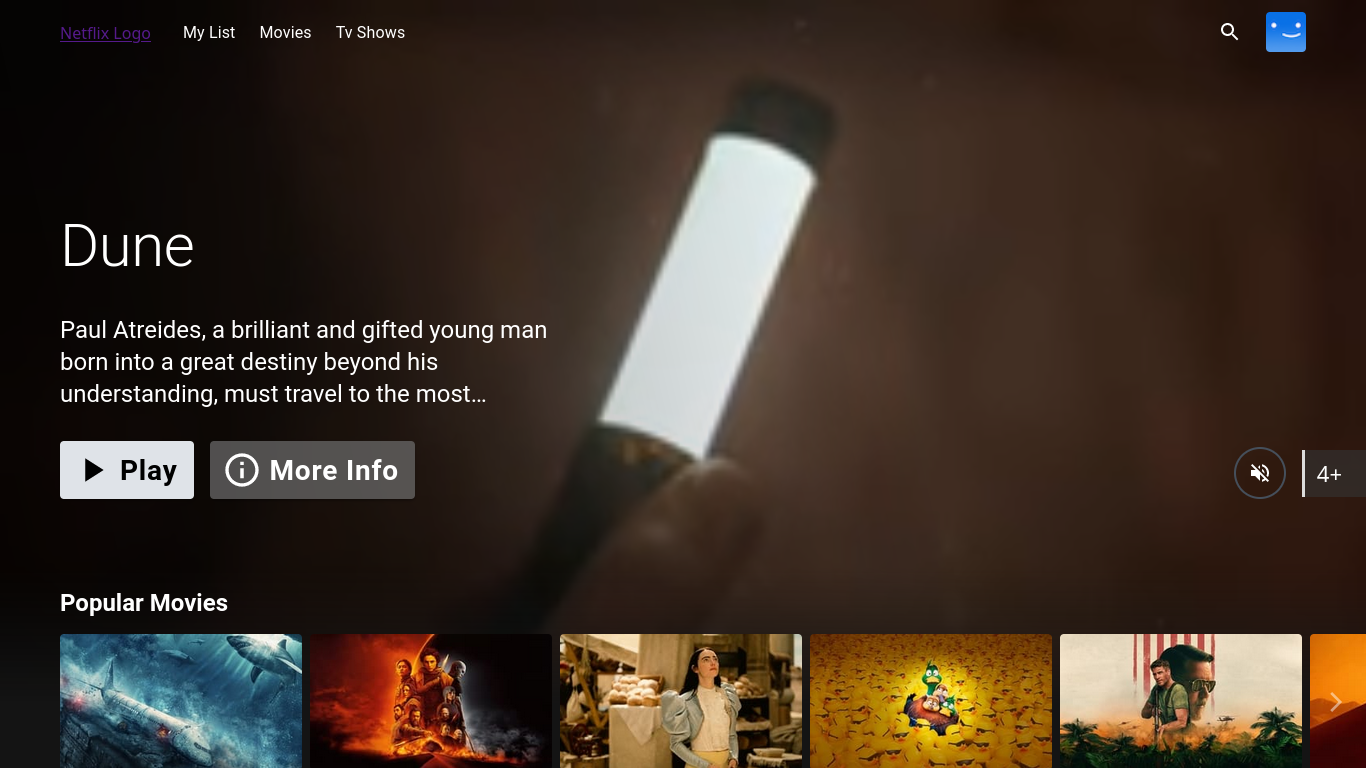 Netflix Logo
My List
Movies
Tv Shows
Dune
Paul Atreides, a brilliant and gifted young man
born into a great destiny beyond his
understanding, must travel to the most…
Play
More Info
4+
Popular Movies